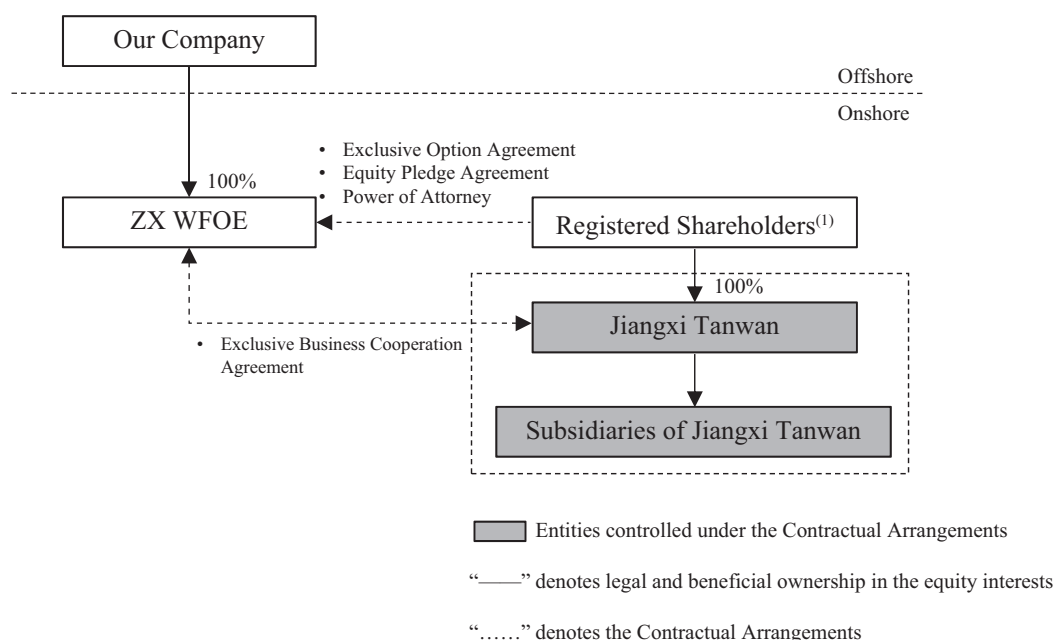 Our Company
Offshore
Onshore
• Exclusive Option Agreement
• Equity Pledge Agreement
• Power of Attorney
100%
ZX WFOE
Registered Shareholders(1)
100%
Jiangxi Tanwan
• Exclusive Business Cooperation
Agreement
Subsidiaries of Jiangxi Tanwan
Entities controlled under the Contractual Arrangements
“——” denotes legal and beneficial ownership in the equity interests
“……” denotes the Contractual Arrangements